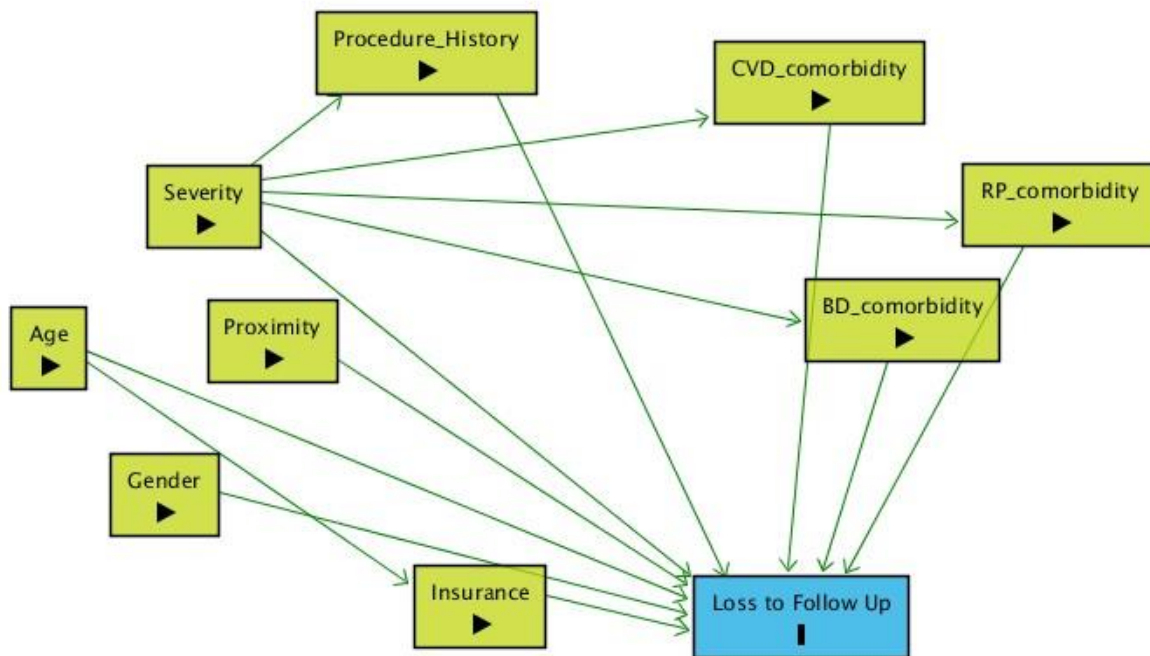 Procedure_History
CVD_comorbidity
Severity
RP_comorbidity
BD_comorbidity
Proximity
Age
Gender
Insurance
Loss to Follow Up